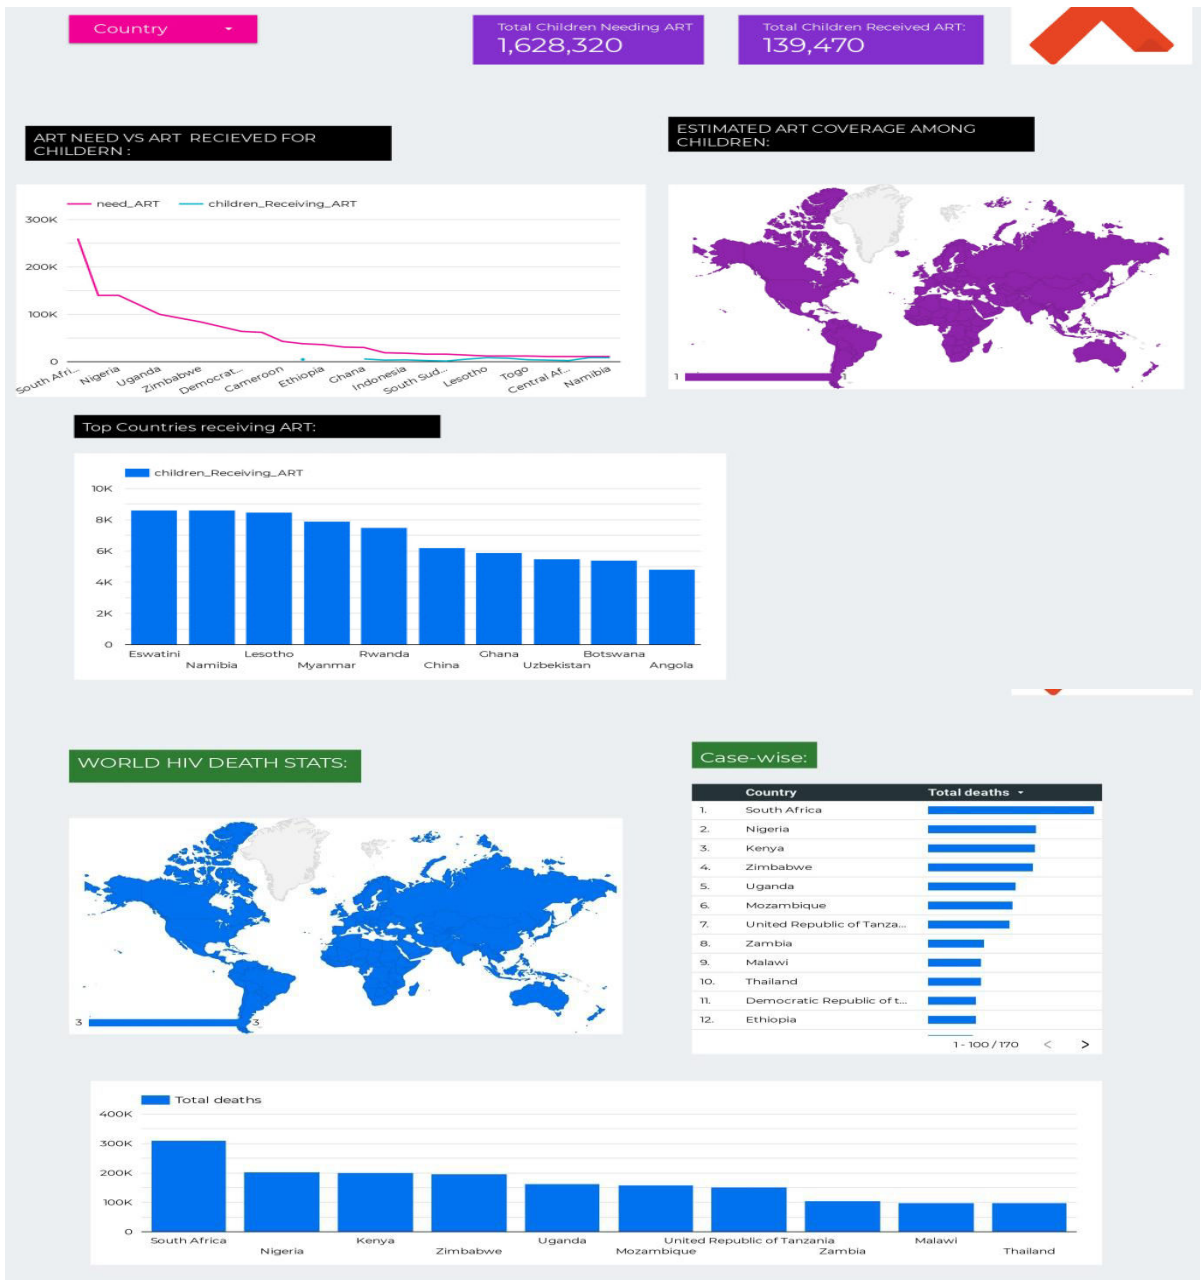 Country
Total Children Needing ART
1,628,320
Total Children Received ART:
139,470
ART NEED VS ART RECIEVED FOR
CHILDERN :
ESTIMATED ART COVERAGE AMONG
CHILDREN:
need_ART children_Receiving_ART
300K
200K
100K
0
South Afri... Nigeria Uganda Zimbabwe Democrat... Cameroon Ethiopia Ghana Indonesia South Sud... Lesotho Togo Central Af... Namibia
1 1
Top Countries receiving ART:
children_Receiving_ART
10K
8K
6K
4K
2K
0
Eswatini Lesotho Rwanda Ghana Botswana
Namibia Myanmar China Uzbekistan Angola
WORLD HIV DEATH STATS:
3 3
Case-wise:
Country Total deaths
1. South Africa
2. Nigeria
3. Kenya
4. Zimbabwe
5. Uganda
6. Mozambique
7. United Republic of Tanza...
8. Zambia
9. Malawi
10. Thailand
11. Democratic Republic of t...
12. Ethiopia
1 - 100 / 170 < >
Total deaths
400K
300K
200K
100K
0
South Africa Kenya Uganda United Republic of Tanzania Malawi
Nigeria Zimbabwe Mozambique Zambia Thailand